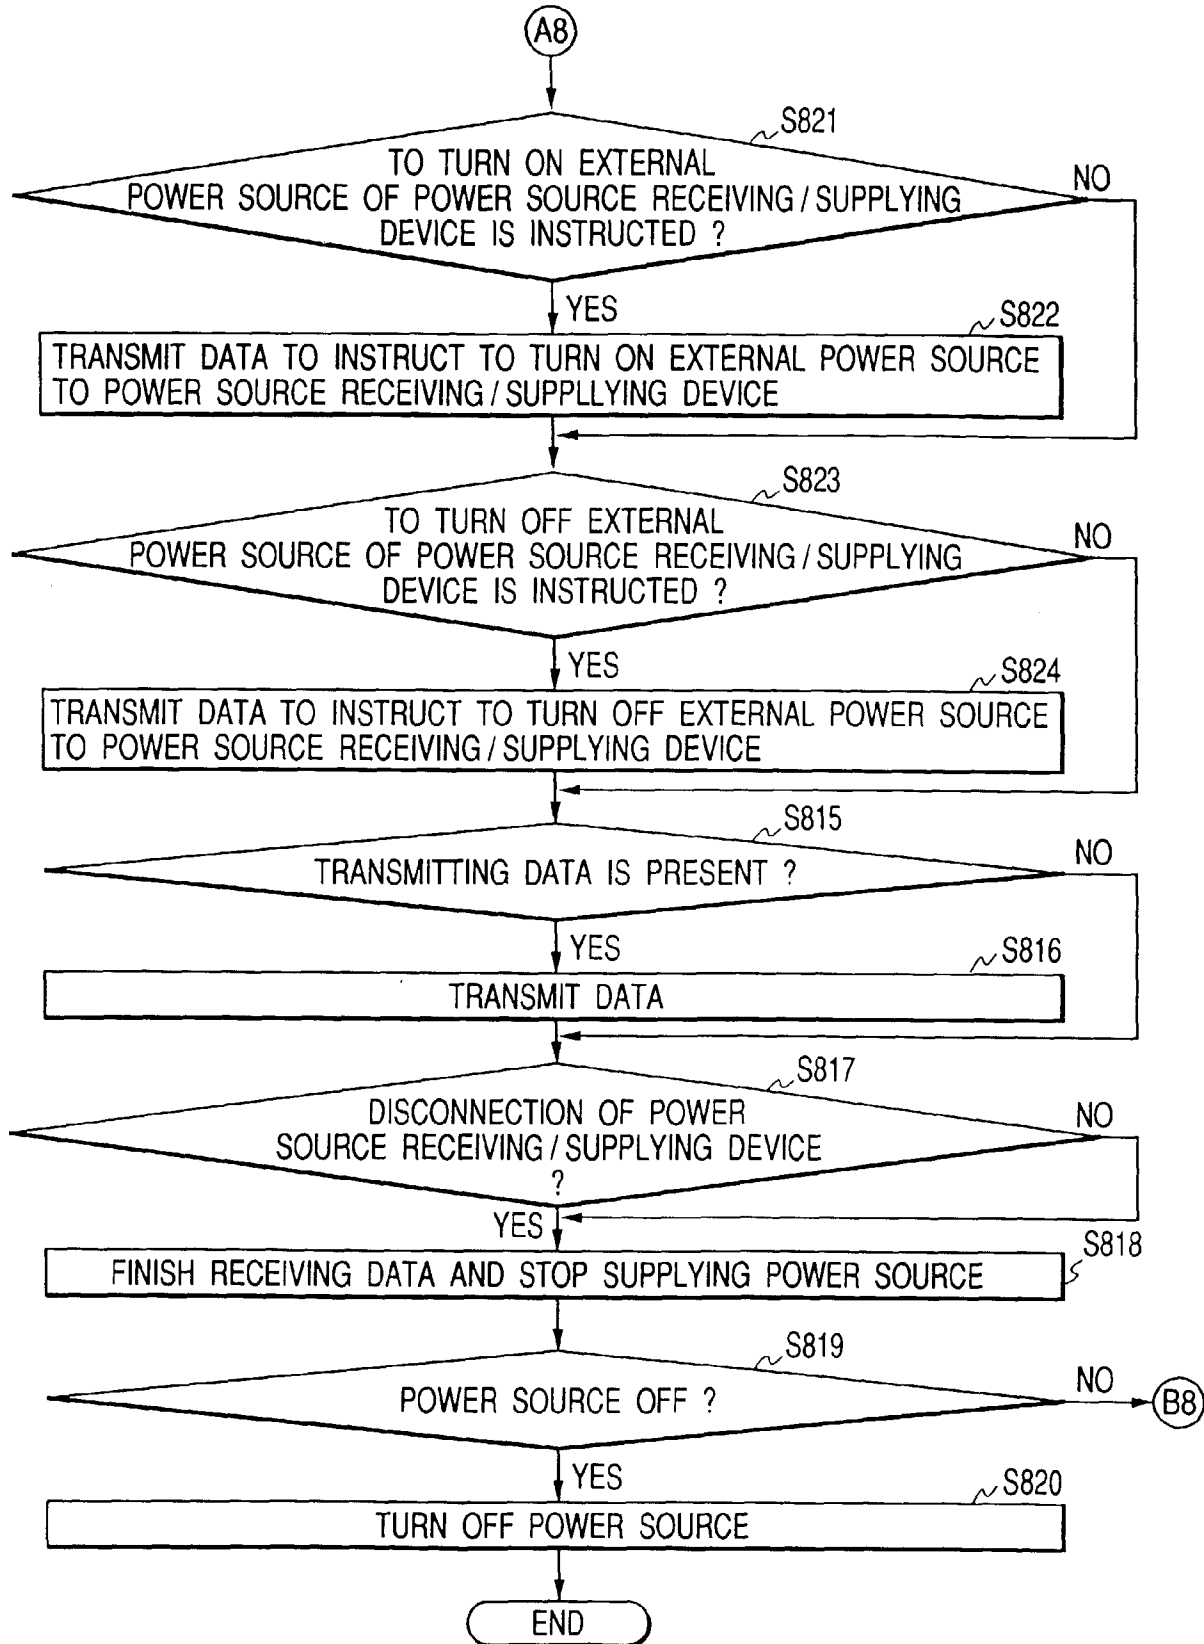 A8
S821
TO TURN ON EXTERNAL
POWER SOURCE OF POWER SOURCE RECEIVING/SUPPLYING
DEVICE IS INSTRUCTED ?
NO
YES
S822
TRANSMIT DATA TO INSTRUCT TO TURN ON EXTERNAL POWER SOURCE
TO POWER SOURCE RECEIVING/SUPPLLYING DEVICE
S823
TO TURN OFF EXTERNAL
POWER SOURCE OF POWER SOURCE RECEIVING/SUPPLYING
DEVICE IS INSTRUCTED ?
NO
YES
S824
TRANSMIT DATA TO INSTRUCT TO TURN OFF EXTERNAL POWER SOURCE
TO POWER SOURCE RECEIVING/SUPPLYING DEVICE
S815
TRANSMITTING DATA IS PRESENT ?
NO
YES
S816
TRANSMIT DATA
S817
DISCONNECTION OF POWER
SOURCE RECEIVING/SUPPLYING DEVICE
?
NO
YES
S818
FINISH RECEIVING DATA AND STOP SUPPLYING POWER SOURCE
S819
POWER SOURCE OFF ?
NO
B8
YES
S820
TURN OFF POWER SOURCE
END